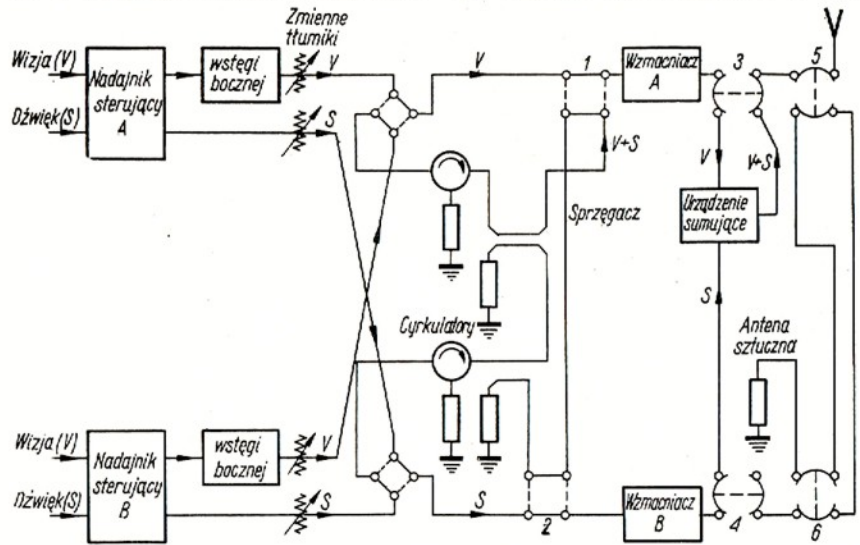 Zmienne
tłumiki
Wizja (V)
Nadajnik
sterujący
A
wstęgi
bocznej
V
Dźwięk(S)
S
V
1
Wzmacniacz
A
3
5
V+S
V
V+S
Sprzęgacz
Urządzenie
sumujące
S
Cyrkulatory
Antena
sztuczna
Wizja (V)
Nadajnik
sterujący
B
wstęgi
bocznej
V
Dźwięk(S)
S
S
2
Wzmacniacz
B
4
6